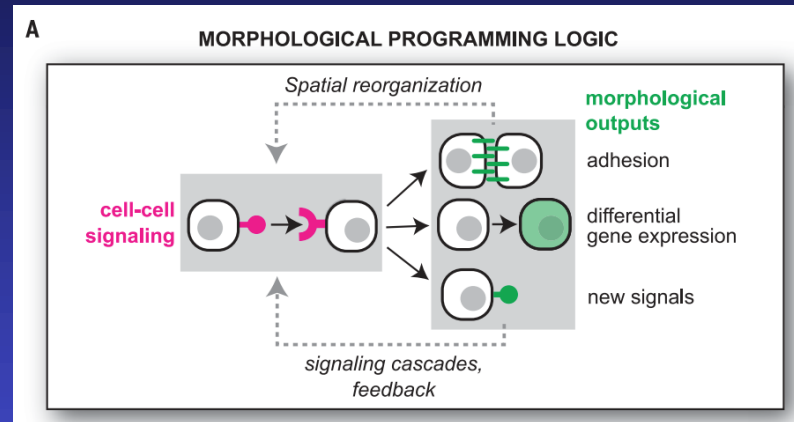 A
MORPHOLOGICAL PROGRAMMING LOGIC
Spatial reorganization
morphological
outputs
adhesion
cell-cell
signaling
differential
gene expression
new signals
signaling cascades,
feedback